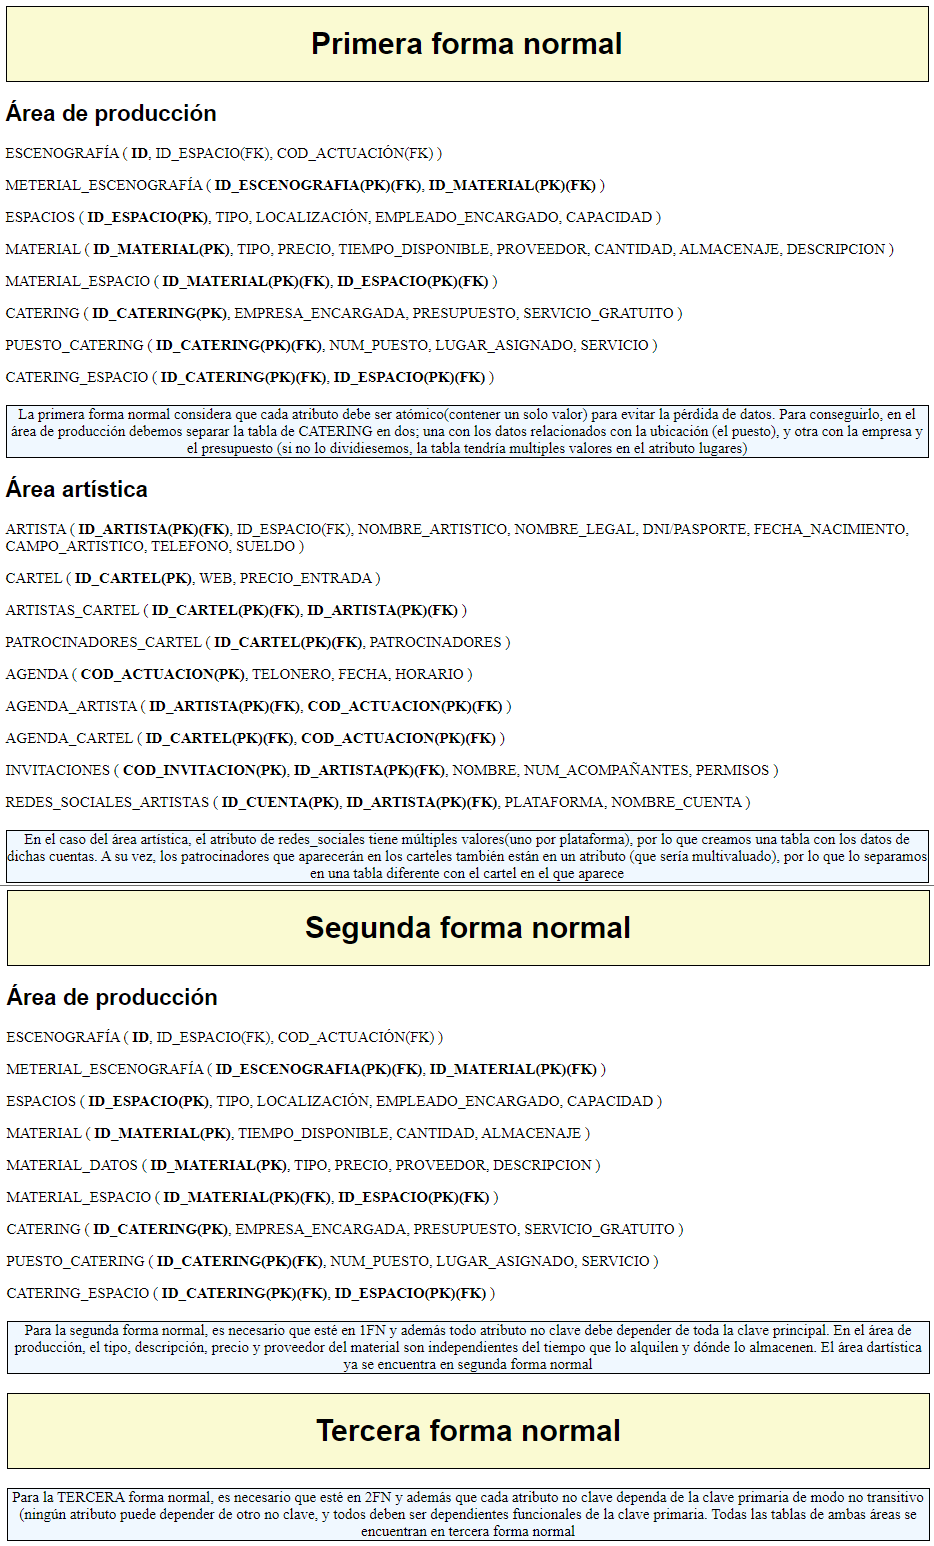 Primera forma normal
Área de producción
ESCENOGRAFÍA ( ID, ID_ESPACIO(FK), COD_ACTUACIÓN(FK) )
METERIAL_ESCENOGRAFÍA ( ID_ESCENOGRAFIA(PK)(FK), ID_MATERIAL(PK)(FK) )
ESPACIOS ( ID_ESPACIO(PK), TIPO, LOCALIZACIÓN, EMPLEADO_ENCARGADO, CAPACIDAD )
MATERIAL ( ID_MATERIAL(PK), TIPO, PRECIO, TIEMPO_DISPONIBLE, PROVEEDOR, CANTIDAD, ALMACENAJE, DESCRIPCION )
MATERIAL_ESPACIO ( ID_MATERIAL(PK)(FK), ID_ESPACIO(PK)(FK) )
CATERING ( ID_CATERING(PK), EMPRESA_ENCARGADA, PRESUPUESTO, SERVICIO_GRATUITO )
PUESTO_CATERING ( ID_CATERING(PK)(FK), NUM_PUESTO, LUGAR_ASIGNADO, SERVICIO )
CATERING_ESPACIO ( ID_CATERING(PK)(FK), ID_ESPACIO(PK)(FK) )
La primera forma normal considera que cada atributo debe ser atómico(contener un solo valor) para evitar la pérdida de datos. Para conseguirlo, en el
área de producción debemos separar la tabla de CATERING en dos; una con los datos relacionados con la ubicación (el puesto), y otra con la empresa y
el presupuesto (si no lo dividiesemos, la tabla tendría multiples valores en el atributo lugares)
Área artística
ARTISTA ( ID_ARTISTA(PK)(FK), ID_ESPACIO(FK), NOMBRE_ARTISTICO, NOMBRE_LEGAL, DNI/PASPORTE, FECHA_NACIMIENTO,
CAMPO_ARTISTICO, TELEFONO, SUELDO )
CARTEL ( ID_CARTEL(PK), WEB, PRECIO_ENTRADA )
ARTISTAS_CARTEL ( ID_CARTEL(PK)(FK), ID_ARTISTA(PK)(FK) )
PATROCINADORES_CARTEL ( ID_CARTEL(PK)(FK), PATROCINADORES )
AGENDA ( COD_ACTUACION(PK), TELONERO, FECHA, HORARIO )
AGENDA_ARTISTA ( ID_ARTISTA(PK)(FK), COD_ACTUACION(PK)(FK) )
AGENDA_CARTEL ( ID_CARTEL(PK)(FK), COD_ACTUACION(PK)(FK) )
INVITACIONES ( COD_INVITACION(PK), ID_ARTISTA(PK)(FK), NOMBRE, NUM_ACOMPAÑANTES, PERMISOS )
REDES_SOCIALES_ARTISTAS ( ID_CUENTA(PK), ID_ARTISTA(PK)(FK), PLATAFORMA, NOMBRE_CUENTA )
En el caso del área artística, el atributo de redes_sociales tiene múltiples valores(uno por plataforma), por lo que creamos una tabla con los datos de
dichas cuentas. A su vez, los patrocinadores que aparecerán en los carteles también están en un atributo (que sería multivaluado), por lo que lo separamos
en una tabla diferente con el cartel en el que aparece
Segunda forma normal
Área de producción
ESCENOGRAFÍA ( ID, ID_ESPACIO(FK), COD_ACTUACIÓN(FK) )
METERIAL_ESCENOGRAFÍA ( ID_ESCENOGRAFIA(PK)(FK), ID_MATERIAL(PK)(FK) )
ESPACIOS ( ID_ESPACIO(PK), TIPO, LOCALIZACIÓN, EMPLEADO_ENCARGADO, CAPACIDAD )
MATERIAL ( ID_MATERIAL(PK), TIEMPO_DISPONIBLE, CANTIDAD, ALMACENAJE )
MATERIAL_DATOS ( ID_MATERIAL(PK), TIPO, PRECIO, PROVEEDOR, DESCRIPCION )
MATERIAL_ESPACIO ( ID_MATERIAL(PK)(FK), ID_ESPACIO(PK)(FK) )
CATERING ( ID_CATERING(PK), EMPRESA_ENCARGADA, PRESUPUESTO, SERVICIO_GRATUITO )
PUESTO_CATERING ( ID_CATERING(PK)(FK), NUM_PUESTO, LUGAR_ASIGNADO, SERVICIO )
CATERING_ESPACIO ( ID_CATERING(PK)(FK), ID_ESPACIO(PK)(FK) )
Para la segunda forma normal, es necesario que esté en 1FN y además todo atributo no clave debe depender de toda la clave principal. En el área de
producción, el tipo, descripción, precio y proveedor del material son independientes del tiempo que lo alquilen y dónde lo almacenen. El área dartística
ya se encuentra en segunda forma normal
Tercera forma normal
Para la TERCERA forma normal, es necesario que esté en 2FN y además que cada atributo no clave dependa de la clave primaria de modo no transitivo
(ningún atributo puede depender de otro no clave, y todos deben ser dependientes funcionales de la clave primaria. Todas las tablas de ambas áreas se
encuentran en tercera forma normal